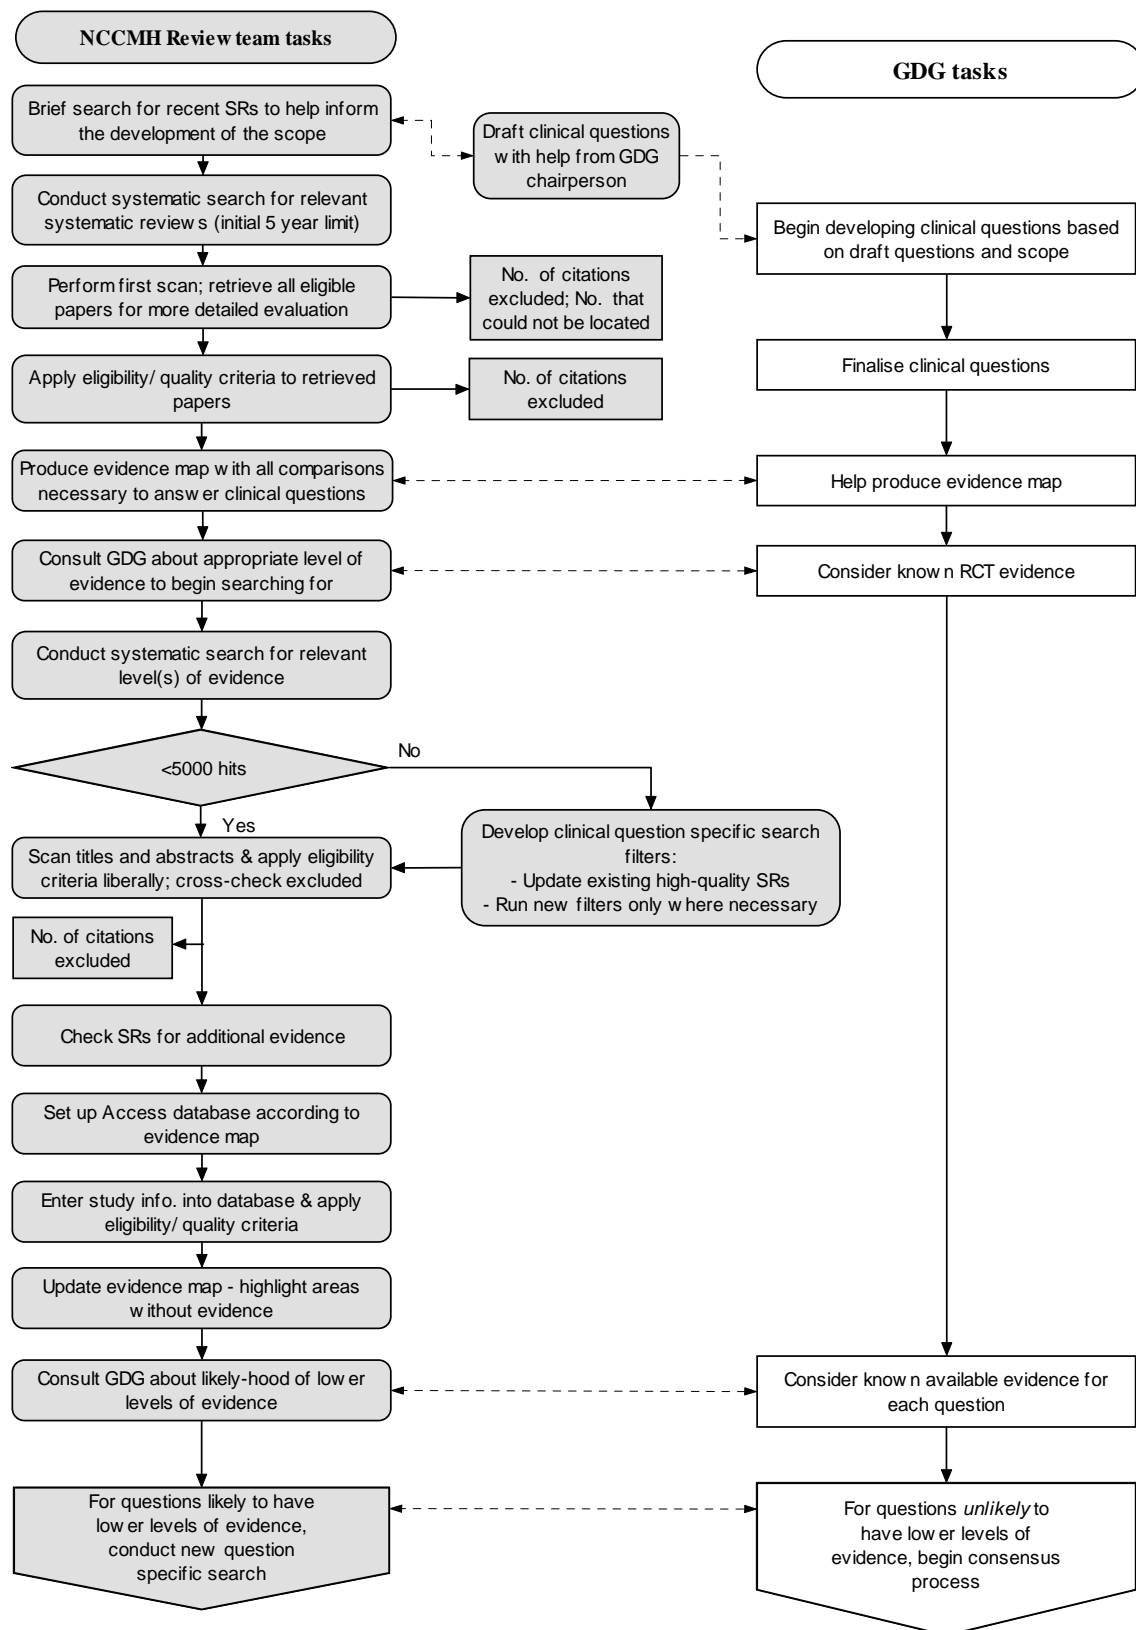 NCCMH Review team tasks
GDG tasks
Brief search for recent SRs to help inform
the development of the scope
Draft clinical questions
with help from GDG
chairperson
Conduct systematic search for relevant
systematic reviews (initial 5 year limit)
Begin developing clinical questions based
on draft questions and scope
Perform first scan; retrieve all eligible
papers for more detailed evaluation
No. of citations
excluded; No. that
could not be located
Finalise clinical questions
Apply eligibility/ quality criteria to retrieved
papers
No. of citations
excluded
Produce evidence map with all comparisons
necessary to answer clinical questions
Help produce evidence map
Consult GDG about appropriate level of
evidence to begin searching for
Consider known RCT evidence
Conduct systematic search for relevant
level(s) of evidence
<5000 hits
No
Yes
Develop clinical question specific search
filters:
- Update existing high-quality SRs
- Run new filters only where necessary
Scan titles and abstracts & apply eligibility
criteria liberally; cross-check excluded
No. of citations
excluded
Check SRs for additional evidence
Set up Access database according to
evidence map
Enter study info. into database & apply
eligibility/ quality criteria
Update evidence map - highlight areas
without evidence
Consult GDG about likely-hood of lower
levels of evidence
Consider known available evidence for
each question
For questions likely to have
lower levels of evidence,
conduct new question
specific search
For questions unlikely to
have lower levels of
evidence, begin consensus
process